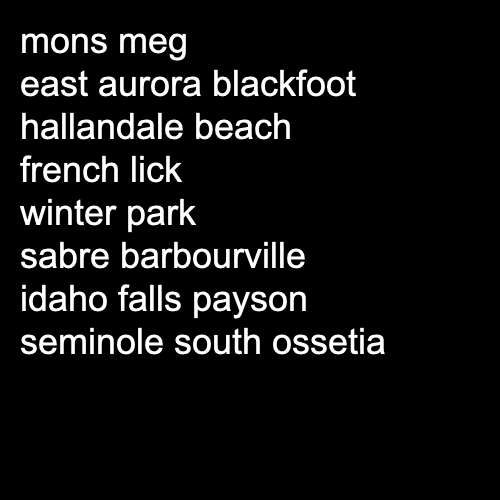 mons meg
east aurora blackfoot
hallandale beach
french lick
winter park
sabre barbourville
idaho falls payson
seminole south ossetia